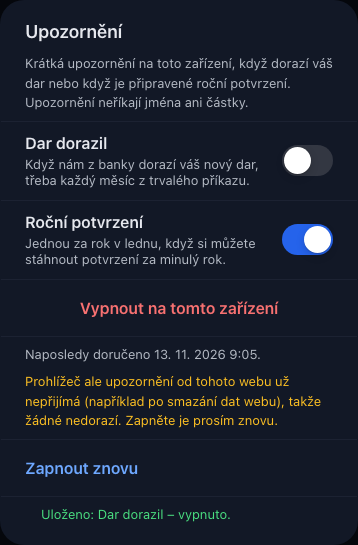 Upozornění
Krátká upozornění na toto zařízení, když dorazí váš
dar nebo když je připravené roční potvrzení.
Upozornění neříkají jména ani částky.
Dar dorazil
Když nám z banky dorazí váš nový dar,
třeba každý měsíc z trvalého příkazu.
Roční potvrzení
Jednou za rok v lednu, když si můžete
stáhnout potvrzení za minulý rok.
Vypnout na tomto zařízení
Naposledy doručeno 13. 11. 2026 9:05.
Prohlížeč ale upozornění od tohoto webu už
nepřijímá (například po smazání dat webu), takže
žádné nedorazí. Zapněte je prosím znovu.
Zapnout znovu
Uloženo: Dar dorazil – vypnuto.